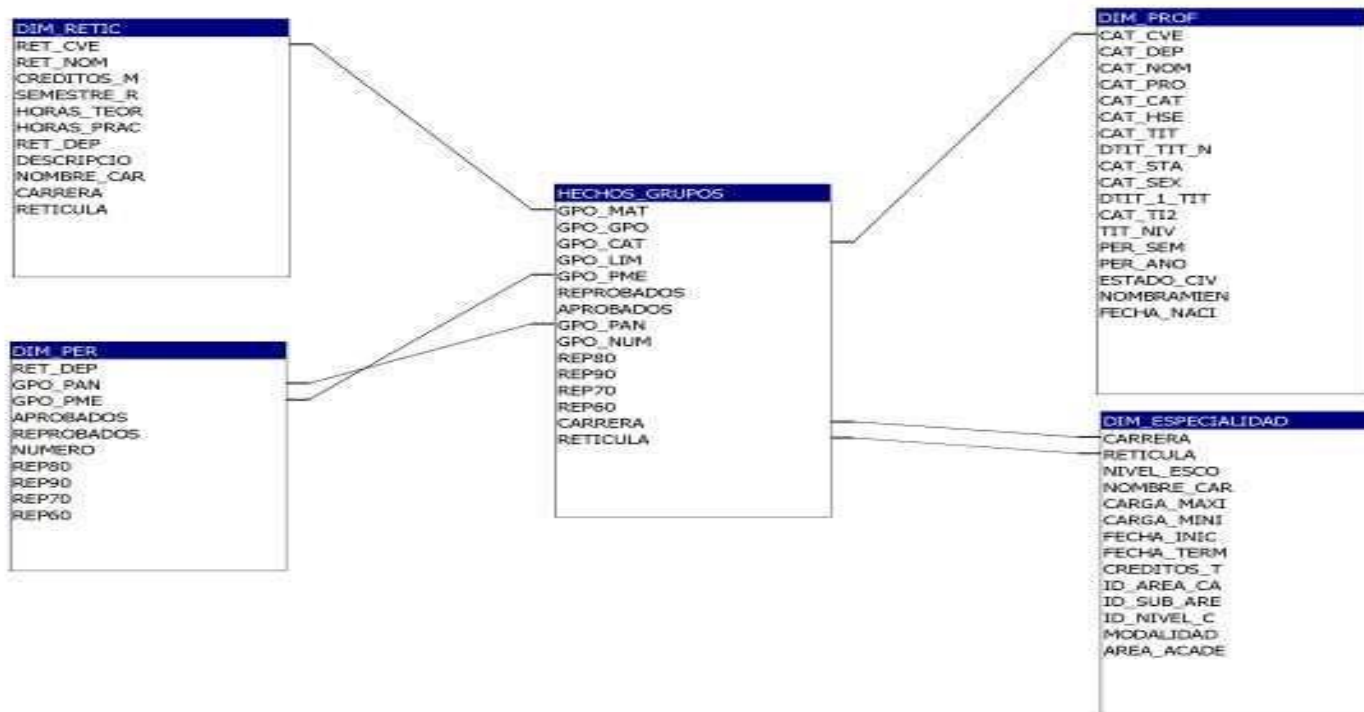 DIM_RETIC
RET_CVE
RET_NOM
CREDITOS_M
SEMESTRE_R
HORAS_TEOR
HORAS_PRAC
RET_DEP
DESCRIPCIO
NOMBRE_CAR
CARRERA
RETICULA
DIM_PER
RET_DEP
GPO_PAN
GPO_PME
APROBADOS
REPROBADOS
NUMERO
REP80
REP90
REP70
REP60
HECHOS_GRUPOS
GPO_MAT
GPO_GPO
GPO_CAT
GPO_LIM
GPO_PME
REPROBADOS
APROBADOS
GPO_PAN
GPO_NUM
REP80
REP90
REP70
REP60
CARRERA
RETICULA
DIM_PROF
CAT_CVE
CAT_DEP
CAT_NOM
CAT_PRO
CAT_CAT
CAT_HSE
CAT_TIT
DTIT_TIT_N
CAT_STA
CAT_SEX
DTIT_1_TIT
CAT_TI2
TIT_NIV
PER_SEM
PER_ANO
ESTADO_CIV
NOMBRAMIEN
FECHA_NACI
DIM_ESPECIALIDAD
CARRERA
RETICULA
NIVEL_ESCO
NOMBRE_CAR
CARGA_MAXI
CARGA_MINI
FECHA_INIC
FECHA_TERM
CREDITOS_T
ID_AREA_CA
ID_SUB_ARE
ID_NIVEL_C
MODALIDAD
AREA_ACADE